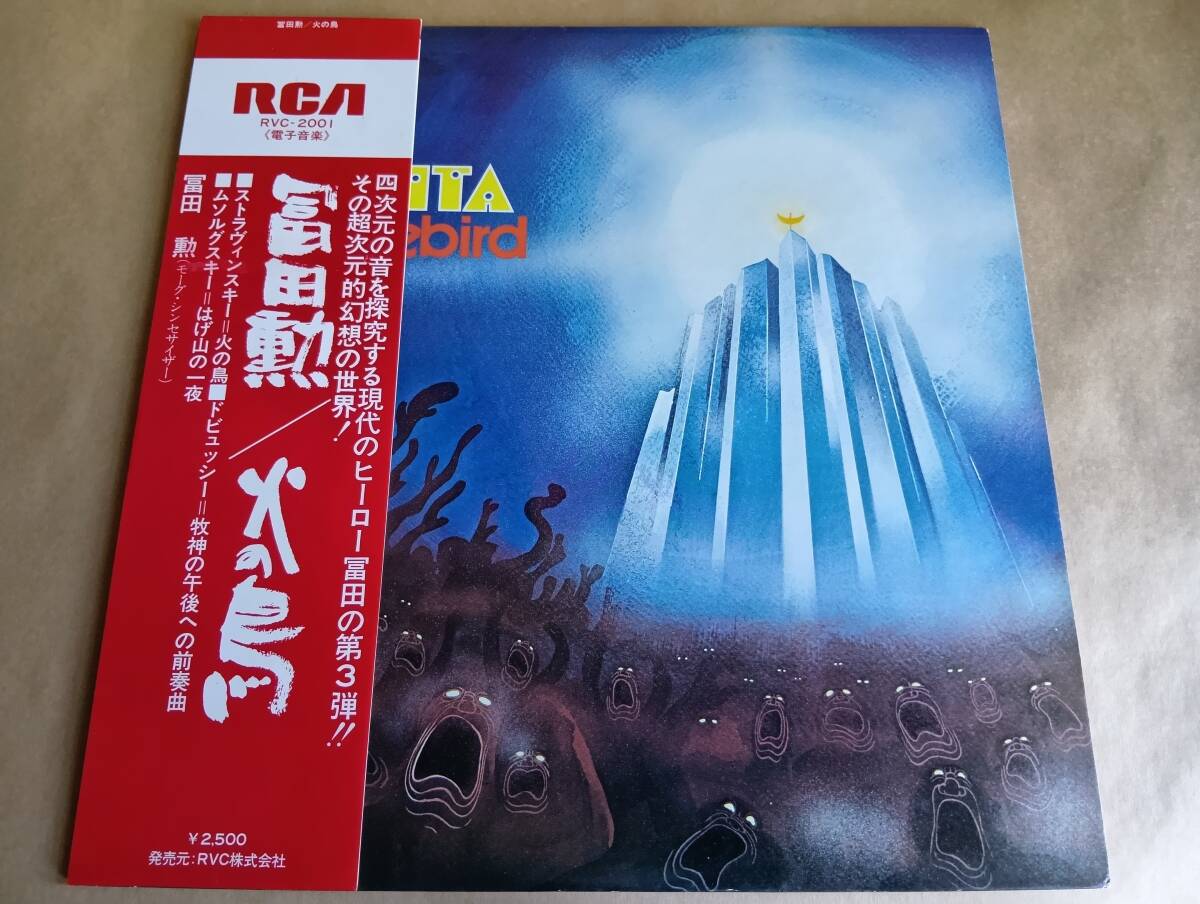 冨田勲／火の鳥
RCA
RVC-2001
《電子音楽》
四次元の音を探究する現代のヒーロー冨田の第3弾!!
その超次元的幻想の世界!
冨田勲／火の鳥
■ストラヴィンスキー＝火の鳥■ドビュッシー＝牧神の午後への前奏曲
■ムソルグスキー＝はげ山の一夜
冨田 勲（モーグ・シンセサイザー）
¥2,500
発売元:RVC株式会社
ITA
ebird